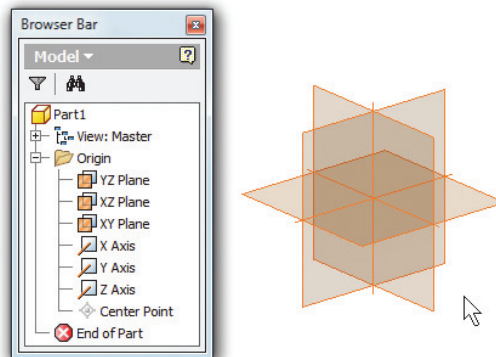 Browser Bar
Model
Part1
View: Master
Origin
YZ Plane
XZ Plane
XY Plane
X Axis
Y Axis
Z Axis
Center Point
End of Part